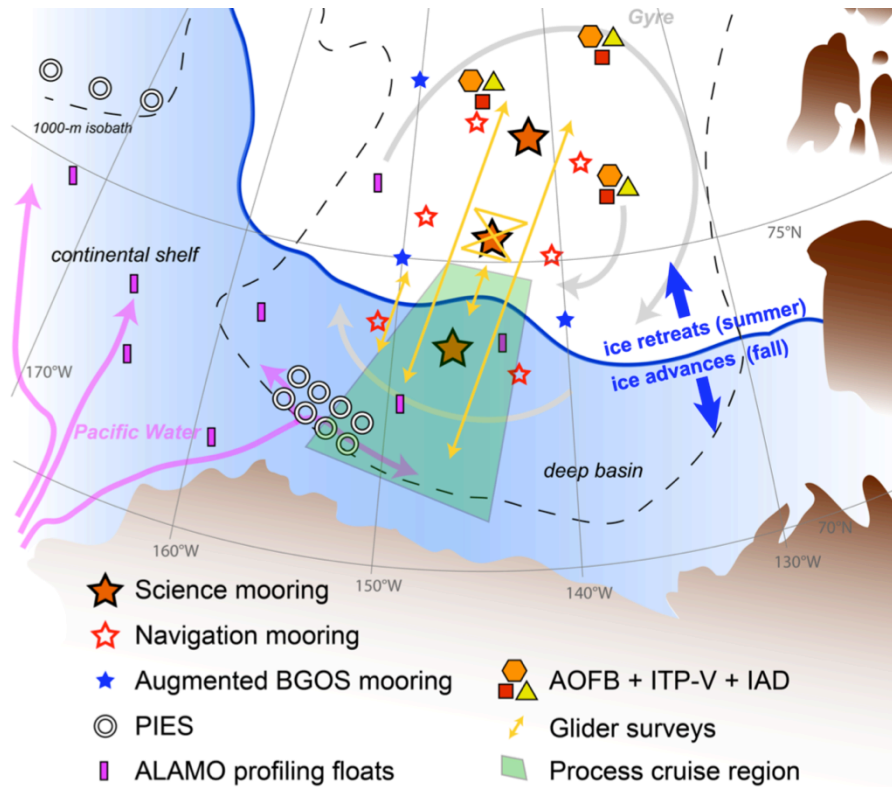 Gyre
1000-m isobath
75°N
continental shelf
ice retreats (summer)
ice advances (fall)
170°W
Pacific Water
deep basin
70°N
160°W
150°W
140°W
130°W
Science mooring
Navigation mooring
Augmented BGOS mooring
PIES
ALAMO profiling floats
AOFB + ITP-V + IAD
Glider surveys
Process cruise region